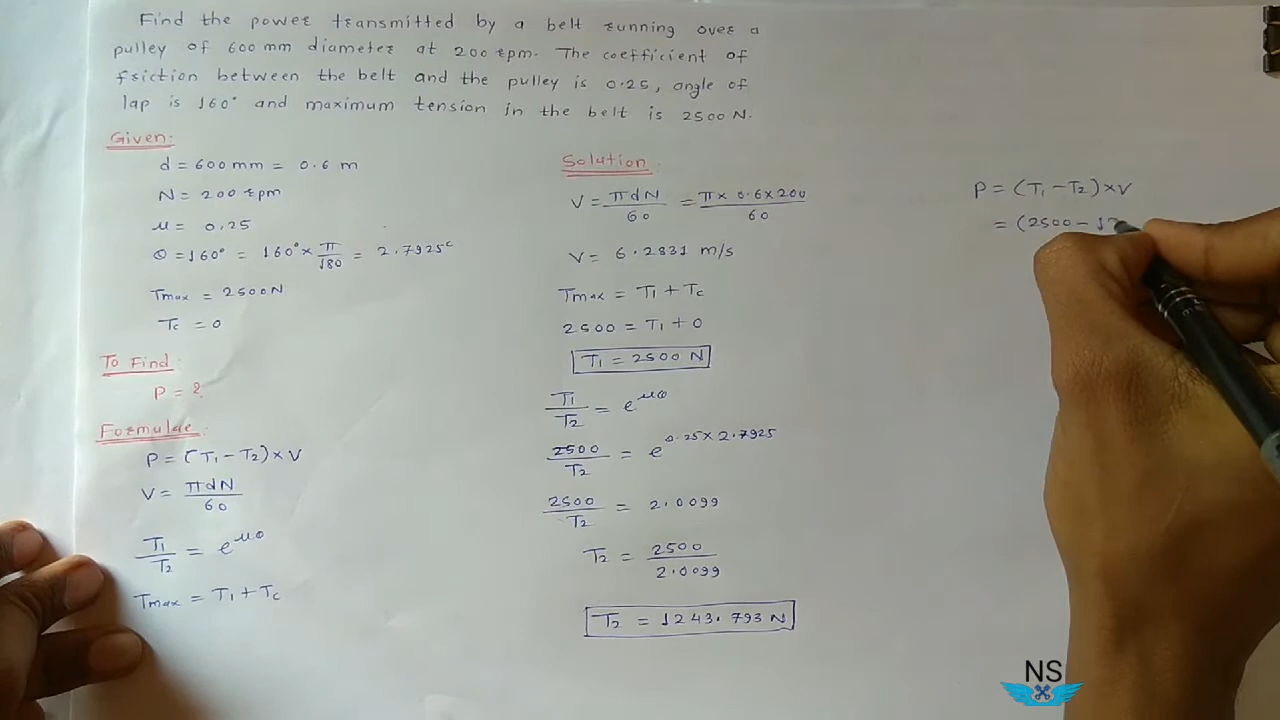 Find the power transmitted by a belt running over a
pulley of 600 mm diameter at 200 rpm. The coefficient of
friction between the belt and the pulley is 0.25, angle of
lap is 160° and maximum tension in the belt is 2500 N.
Given:
d = 600 mm = 0.6 m
N = 200 rpm
μ = 0.25
θ = 160° = 160° × π/180 = 2.7925ᶜ
Tmax = 2500 N
Tc = 0
To Find:
P = ?
Formulae:
P = (T₁ - T₂) × V
V = πdN/60
T₁/T₂ = e^μθ
Tmax = T₁ + Tc
Solution:
V = πdN/60 = π × 0.6 × 200/60
V = 6.2831 m/s
Tmax = T₁ + Tc
2500 = T₁ + 0
T₁ = 2500 N
T₁/T₂ = e^μθ
2500/T₂ = e^0.25 × 2.7925
2500/T₂ = 2.0099
T₂ = 2500/2.0099
T₂ = 1243.793 N
P = (T₁ - T₂) × V
= (2500 - 12
NS